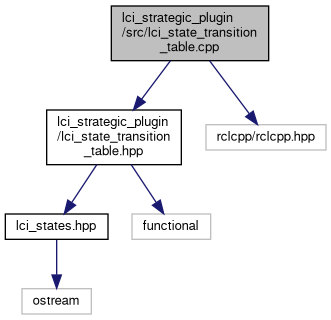 lci_strategic_plugin
/src/lci_state_transition
_table.cpp
lci_strategic_plugin
/lci_state_transition
_table.hpp
rclcpp/rclcpp.hpp
lci_states.hpp
functional
ostream